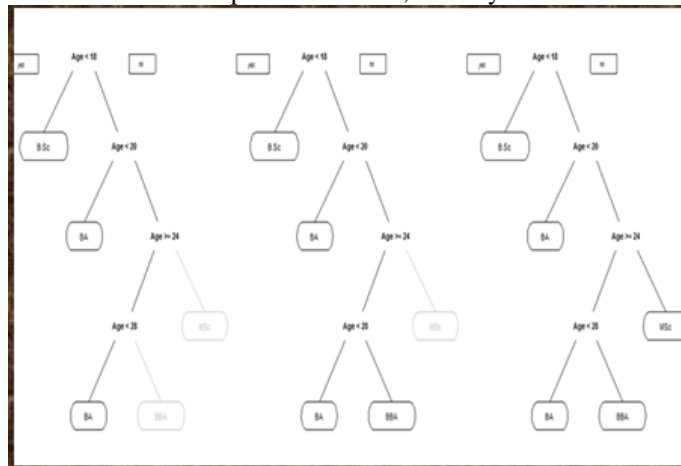 yes
Age < 18
no
B.Sc
Age < 20
BA
Age >= 24
Age < 28
MSc
BA
BBA
yes
Age < 18
no
B.Sc
Age < 20
BA
Age >= 24
Age < 28
MSc
BA
BBA
yes
Age < 18
no
B.Sc
Age < 20
BA
Age >= 24
Age < 28
MSc
BA
BBA